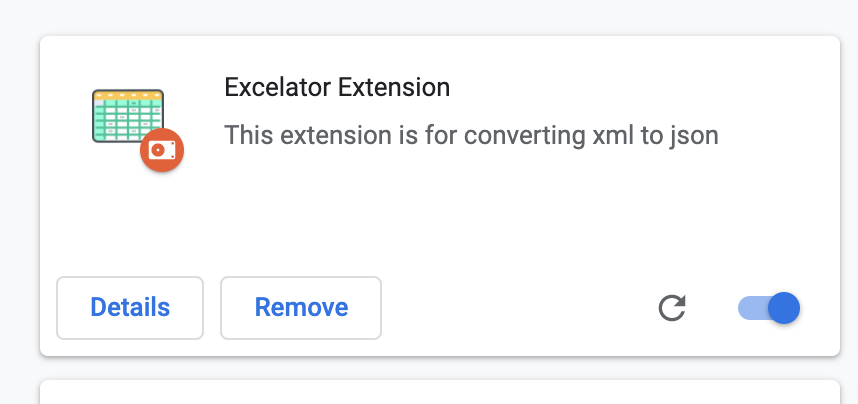 Excelator Extension
This extension is for converting xml to json
Details
Remove